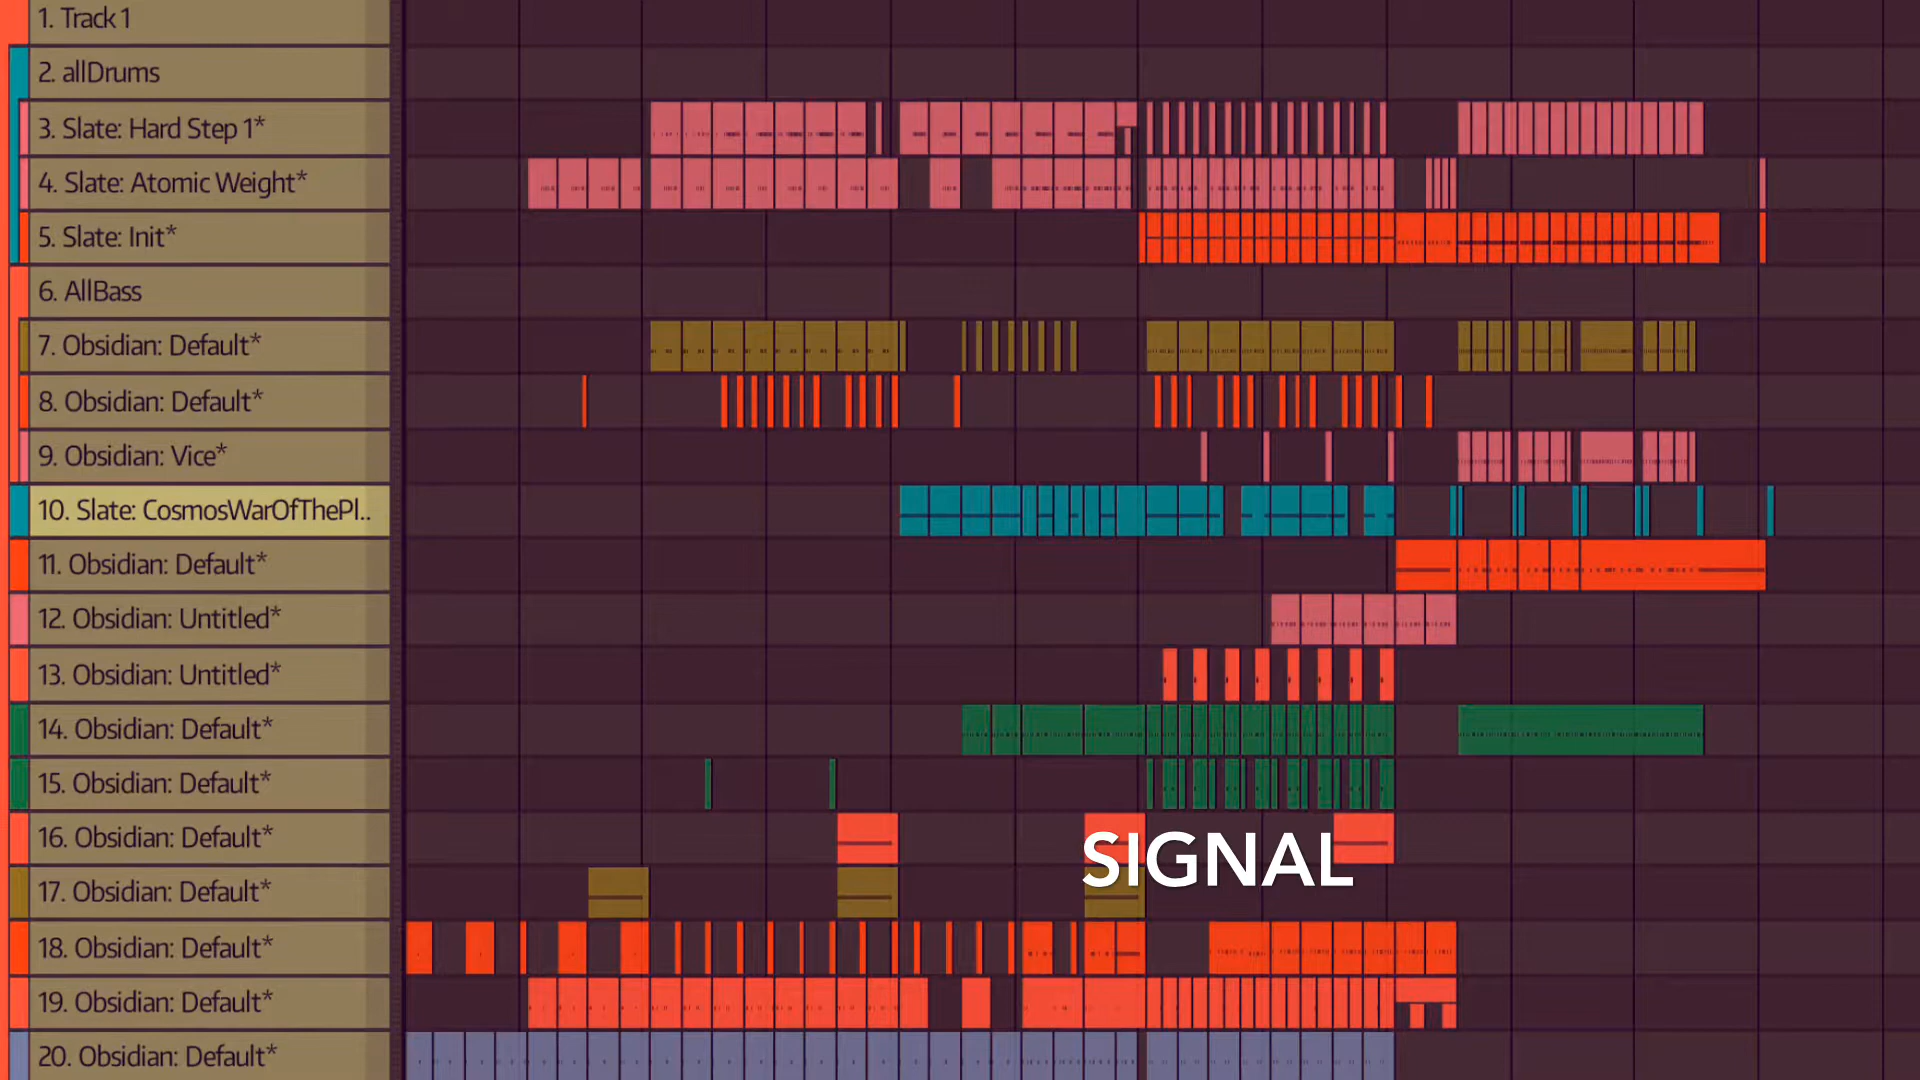 1. Track 1
2. allDrums
3. Slate: Hard Step 1*
4. Slate: Atomic Weight*
5. Slate: Init*
6. AllBass
7. Obsidian: Default*
8. Obsidian: Default*
9. Obsidian: Vice*
10. Slate: CosmosWarOfThePl..
11. Obsidian: Default*
12. Obsidian: Untitled*
13. Obsidian: Untitled*
14. Obsidian: Default*
15. Obsidian: Default*
16. Obsidian: Default*
SIGNAL
17. Obsidian: Default*
18. Obsidian: Default*
19. Obsidian: Default*
20. Obsidian: Default*